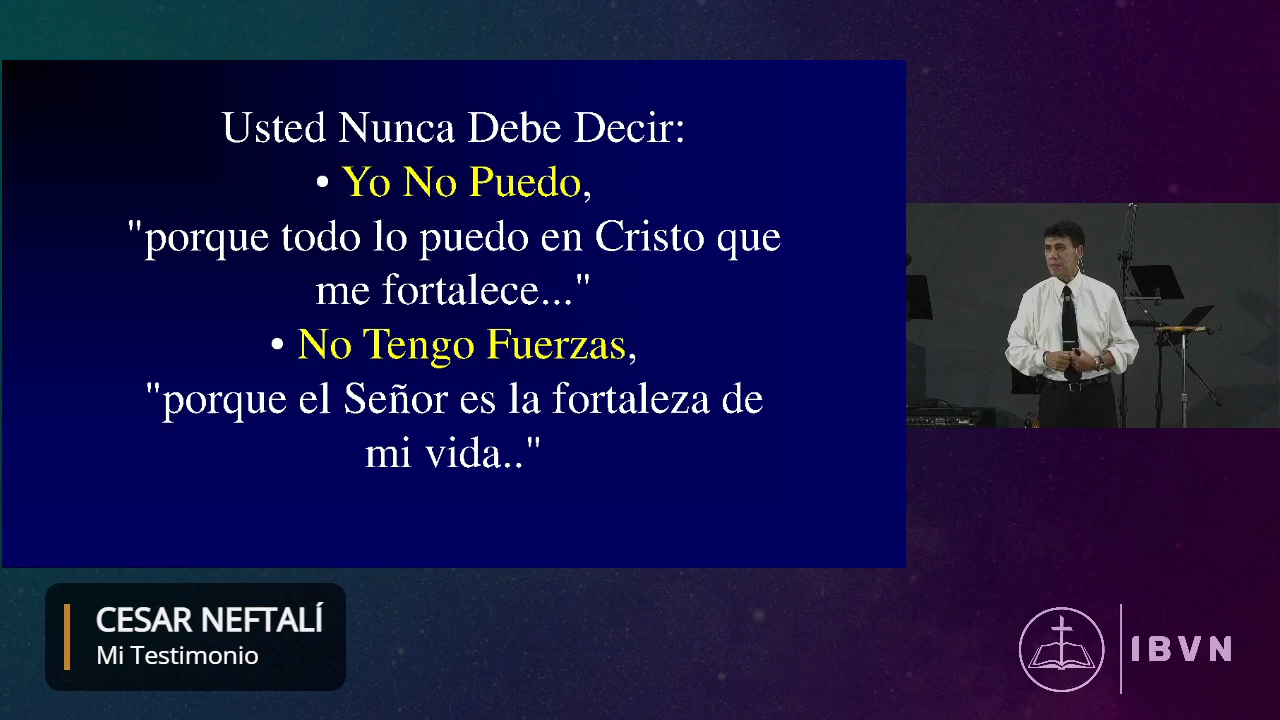 Usted Nunca Debe Decir:
• Yo No Puedo,
"porque todo lo puedo en Cristo que
me fortalece..."
• No Tengo Fuerzas,
"porque el Señor es la fortaleza de
mi vida.."
CESAR NEFTALÍ
Mi Testimonio
IBVN